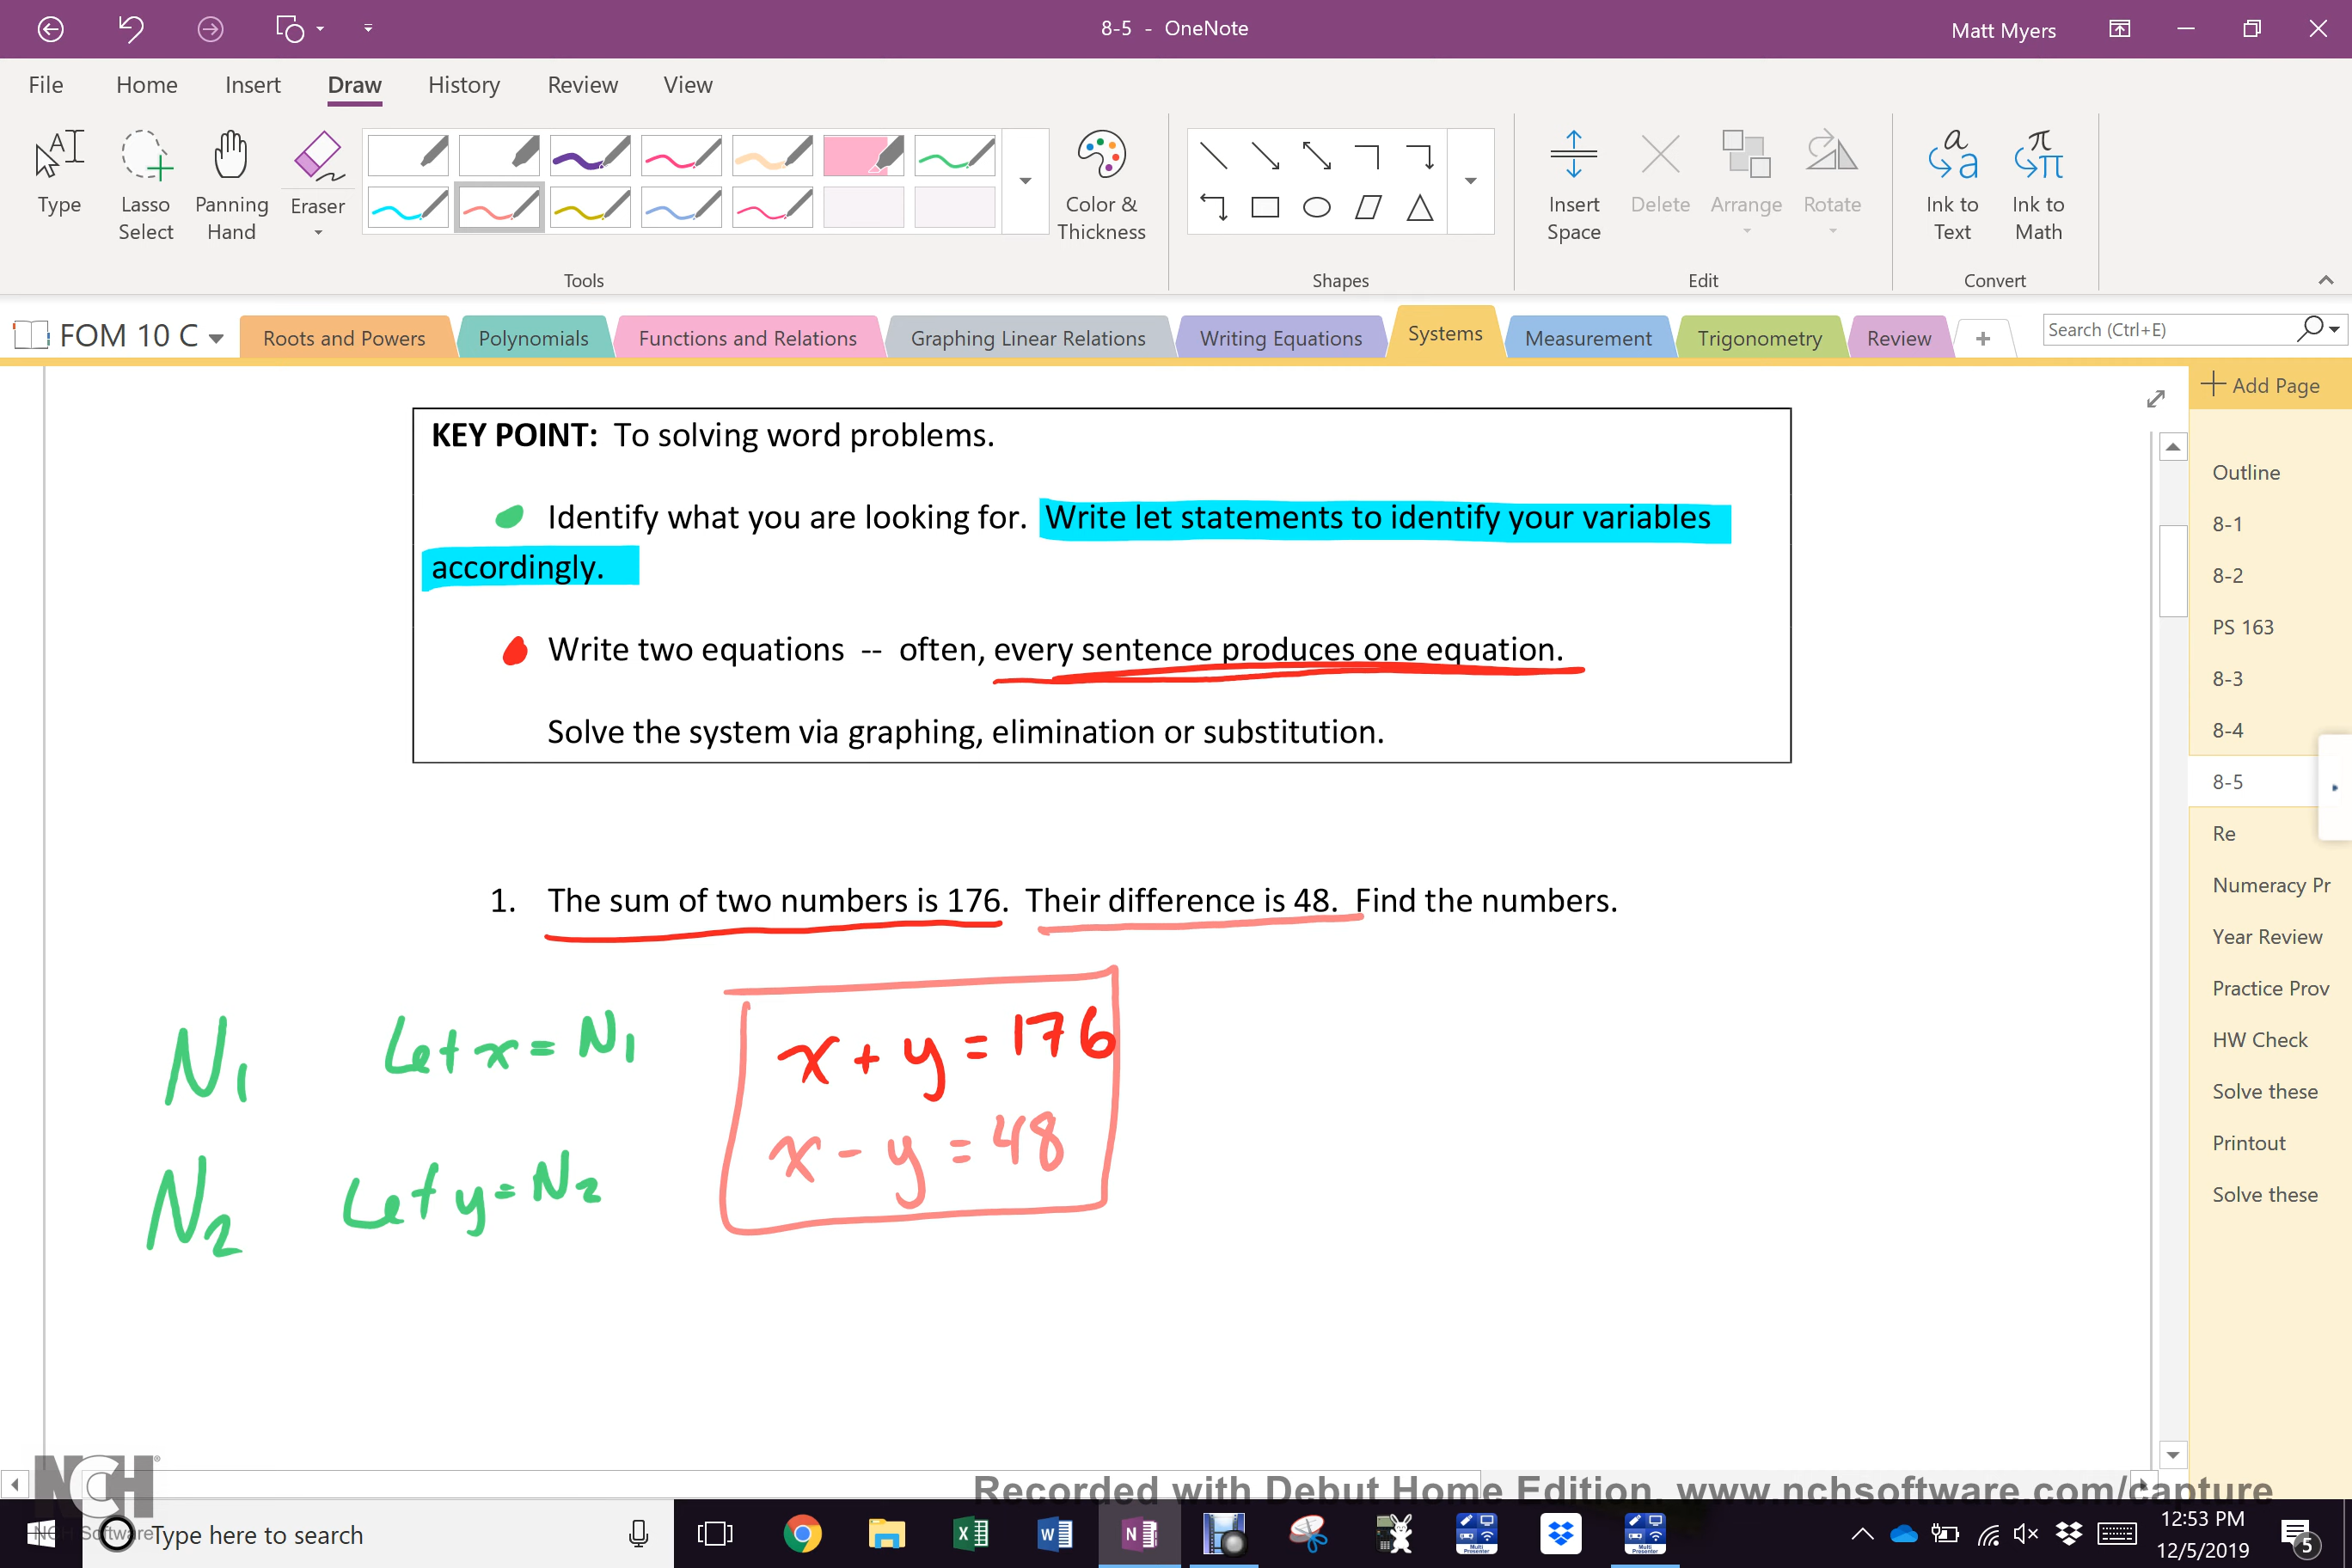 8-5 - OneNote
Matt Myers
File Home Insert Draw History Review View
Type
Lasso Select
Panning Hand
Eraser
Color & Thickness
Insert Space
Delete
Arrange
Rotate
Ink to Text
Ink to Math
Tools
Shapes
Edit
Convert
FOM 10 C
Roots and Powers
Polynomials
Functions and Relations
Graphing Linear Relations
Writing Equations
Systems
Measurement
Trigonometry
Review
Search (Ctrl+E)
Add Page
KEY POINT: To solving word problems.
Identify what you are looking for. Write let statements to identify your variables
accordingly.
Write two equations -- often, every sentence produces one equation.
Solve the system via graphing, elimination or substitution.
1. The sum of two numbers is 176. Their difference is 48. Find the numbers.
N1 Let x = N1
x + y = 176
N2 Let y = N2
x - y = 48
Outline
8-1
8-2
PS 163
8-3
8-4
8-5
Re
Numeracy Pr
Year Review
Practice Prov
HW Check
Solve these
Printout
Solve these
NCH
NCH Software
Recorded with Debut Home Edition. www.nchsoftware.com/capture
Type here to search
Multi Presenter
Multi Presenter
12:53 PM
12/5/2019
5